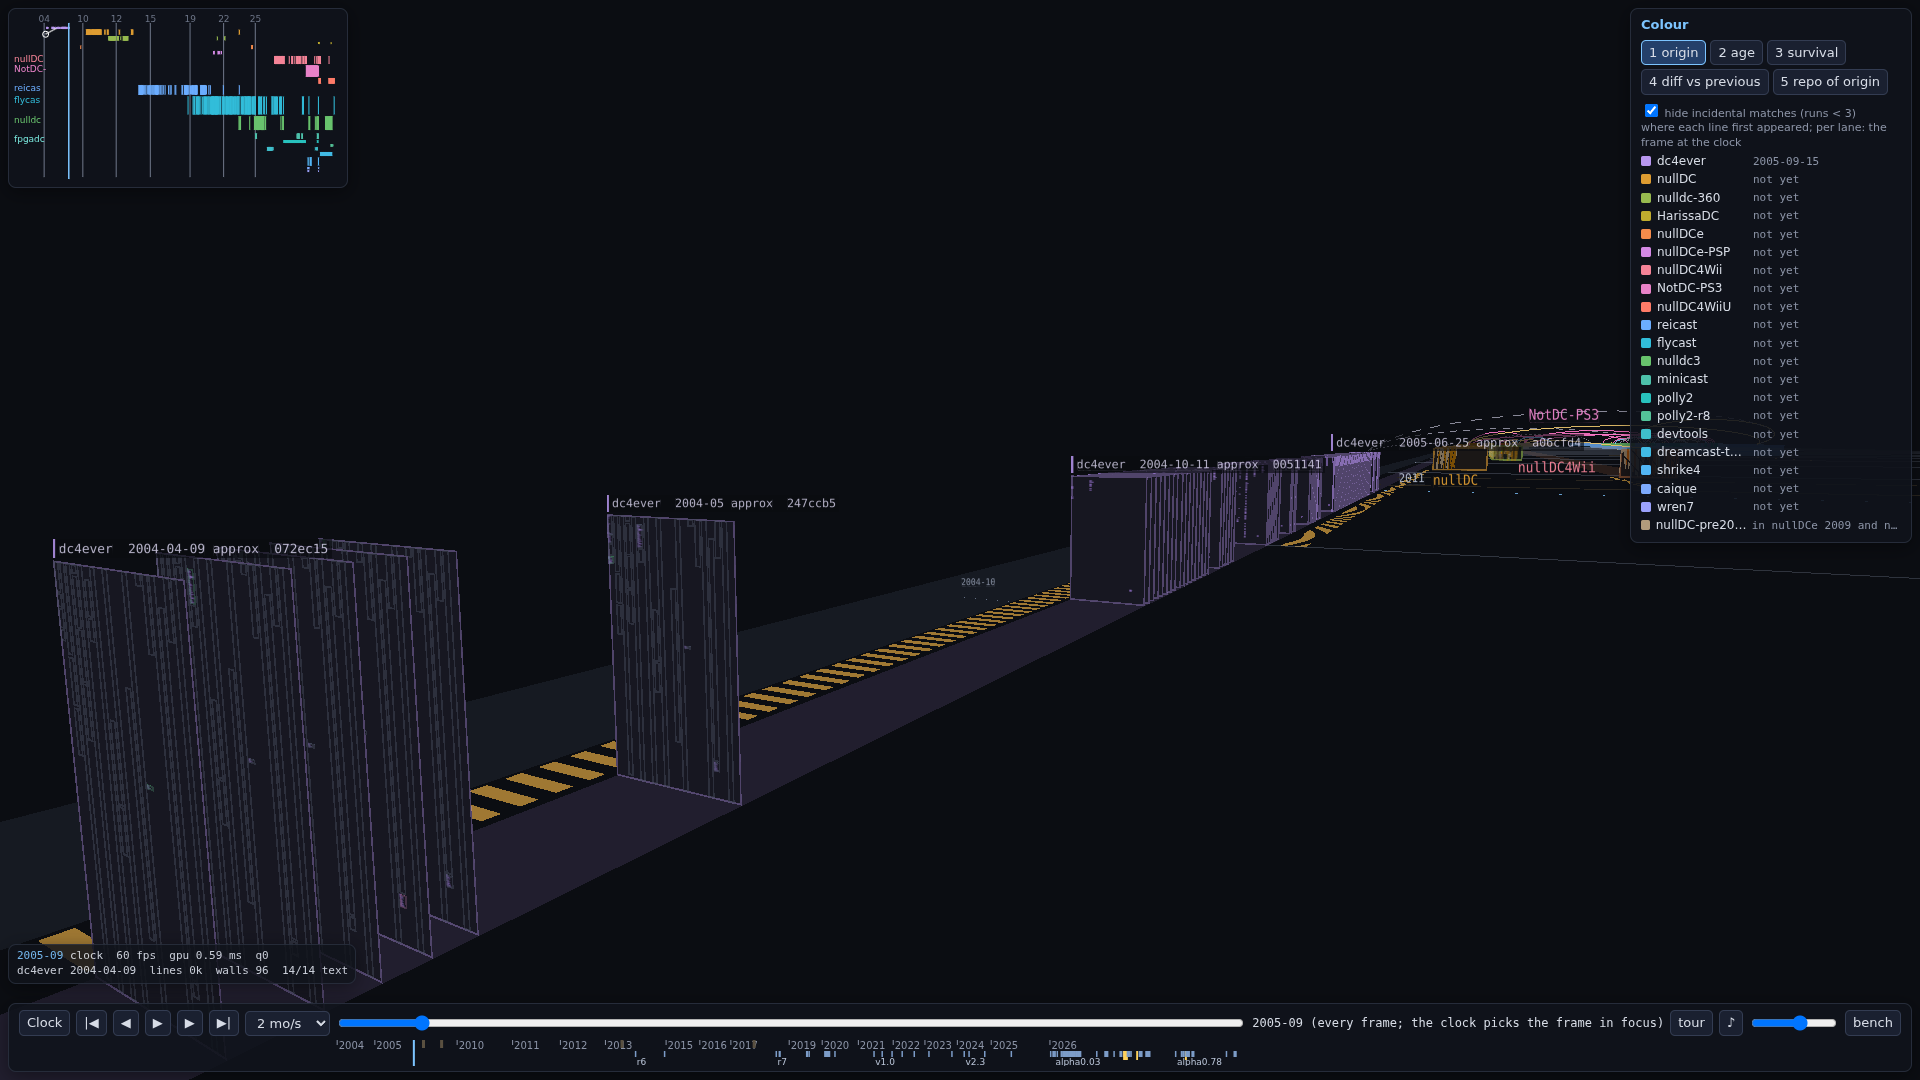 04 10 12 15 19 22 25
nullDC
NotDC-
reicas
flycas
nulldc
fpgadc
Colour
1 origin 2 age 3 survival
4 diff vs previous 5 repo of origin
hide incidental matches (runs < 3)
where each line first appeared; per lane: the
frame at the clock
dc4ever 2005-09-15
nullDC not yet
nulldc-360 not yet
HarissaDC not yet
nullDCe not yet
nullDCe-PSP not yet
nullDC4Wii not yet
NotDC-PS3 not yet
nullDC4WiiU not yet
reicast not yet
flycast not yet
nulldc3 not yet
minicast not yet
polly2 not yet
polly2-r8 not yet
devtools not yet
dreamcast-t... not yet
shrike4 not yet
caique not yet
wren7 not yet
nullDC-pre20... in nullDCe 2009 and n...
NotDC-PS3
dc4ever 2005-06-25 approx a06cfd4
dc4ever 2004-10-11 approx 0051141
nullDC4Wii
2011 nullDC
dc4ever 2004-05 approx 247ccb5
dc4ever 2004-04-09 approx 072ec15
2004-10
2005-09 clock 60 fps gpu 0.59 ms q0
dc4ever 2004-04-09 lines 0k walls 96 14/14 text
Clock |◀ ◀ ▶ ▶ ▶| 2 mo/s 2005-09 (every frame; the clock picks the frame in focus) tour ♪ bench
2004 2005 2010 2011 2012 2013 2015 2016 2017 2019 2020 2021 2022 2023 2024 2025 2026
r6 r7 v1.0 v2.3 alpha0.03 alpha0.78